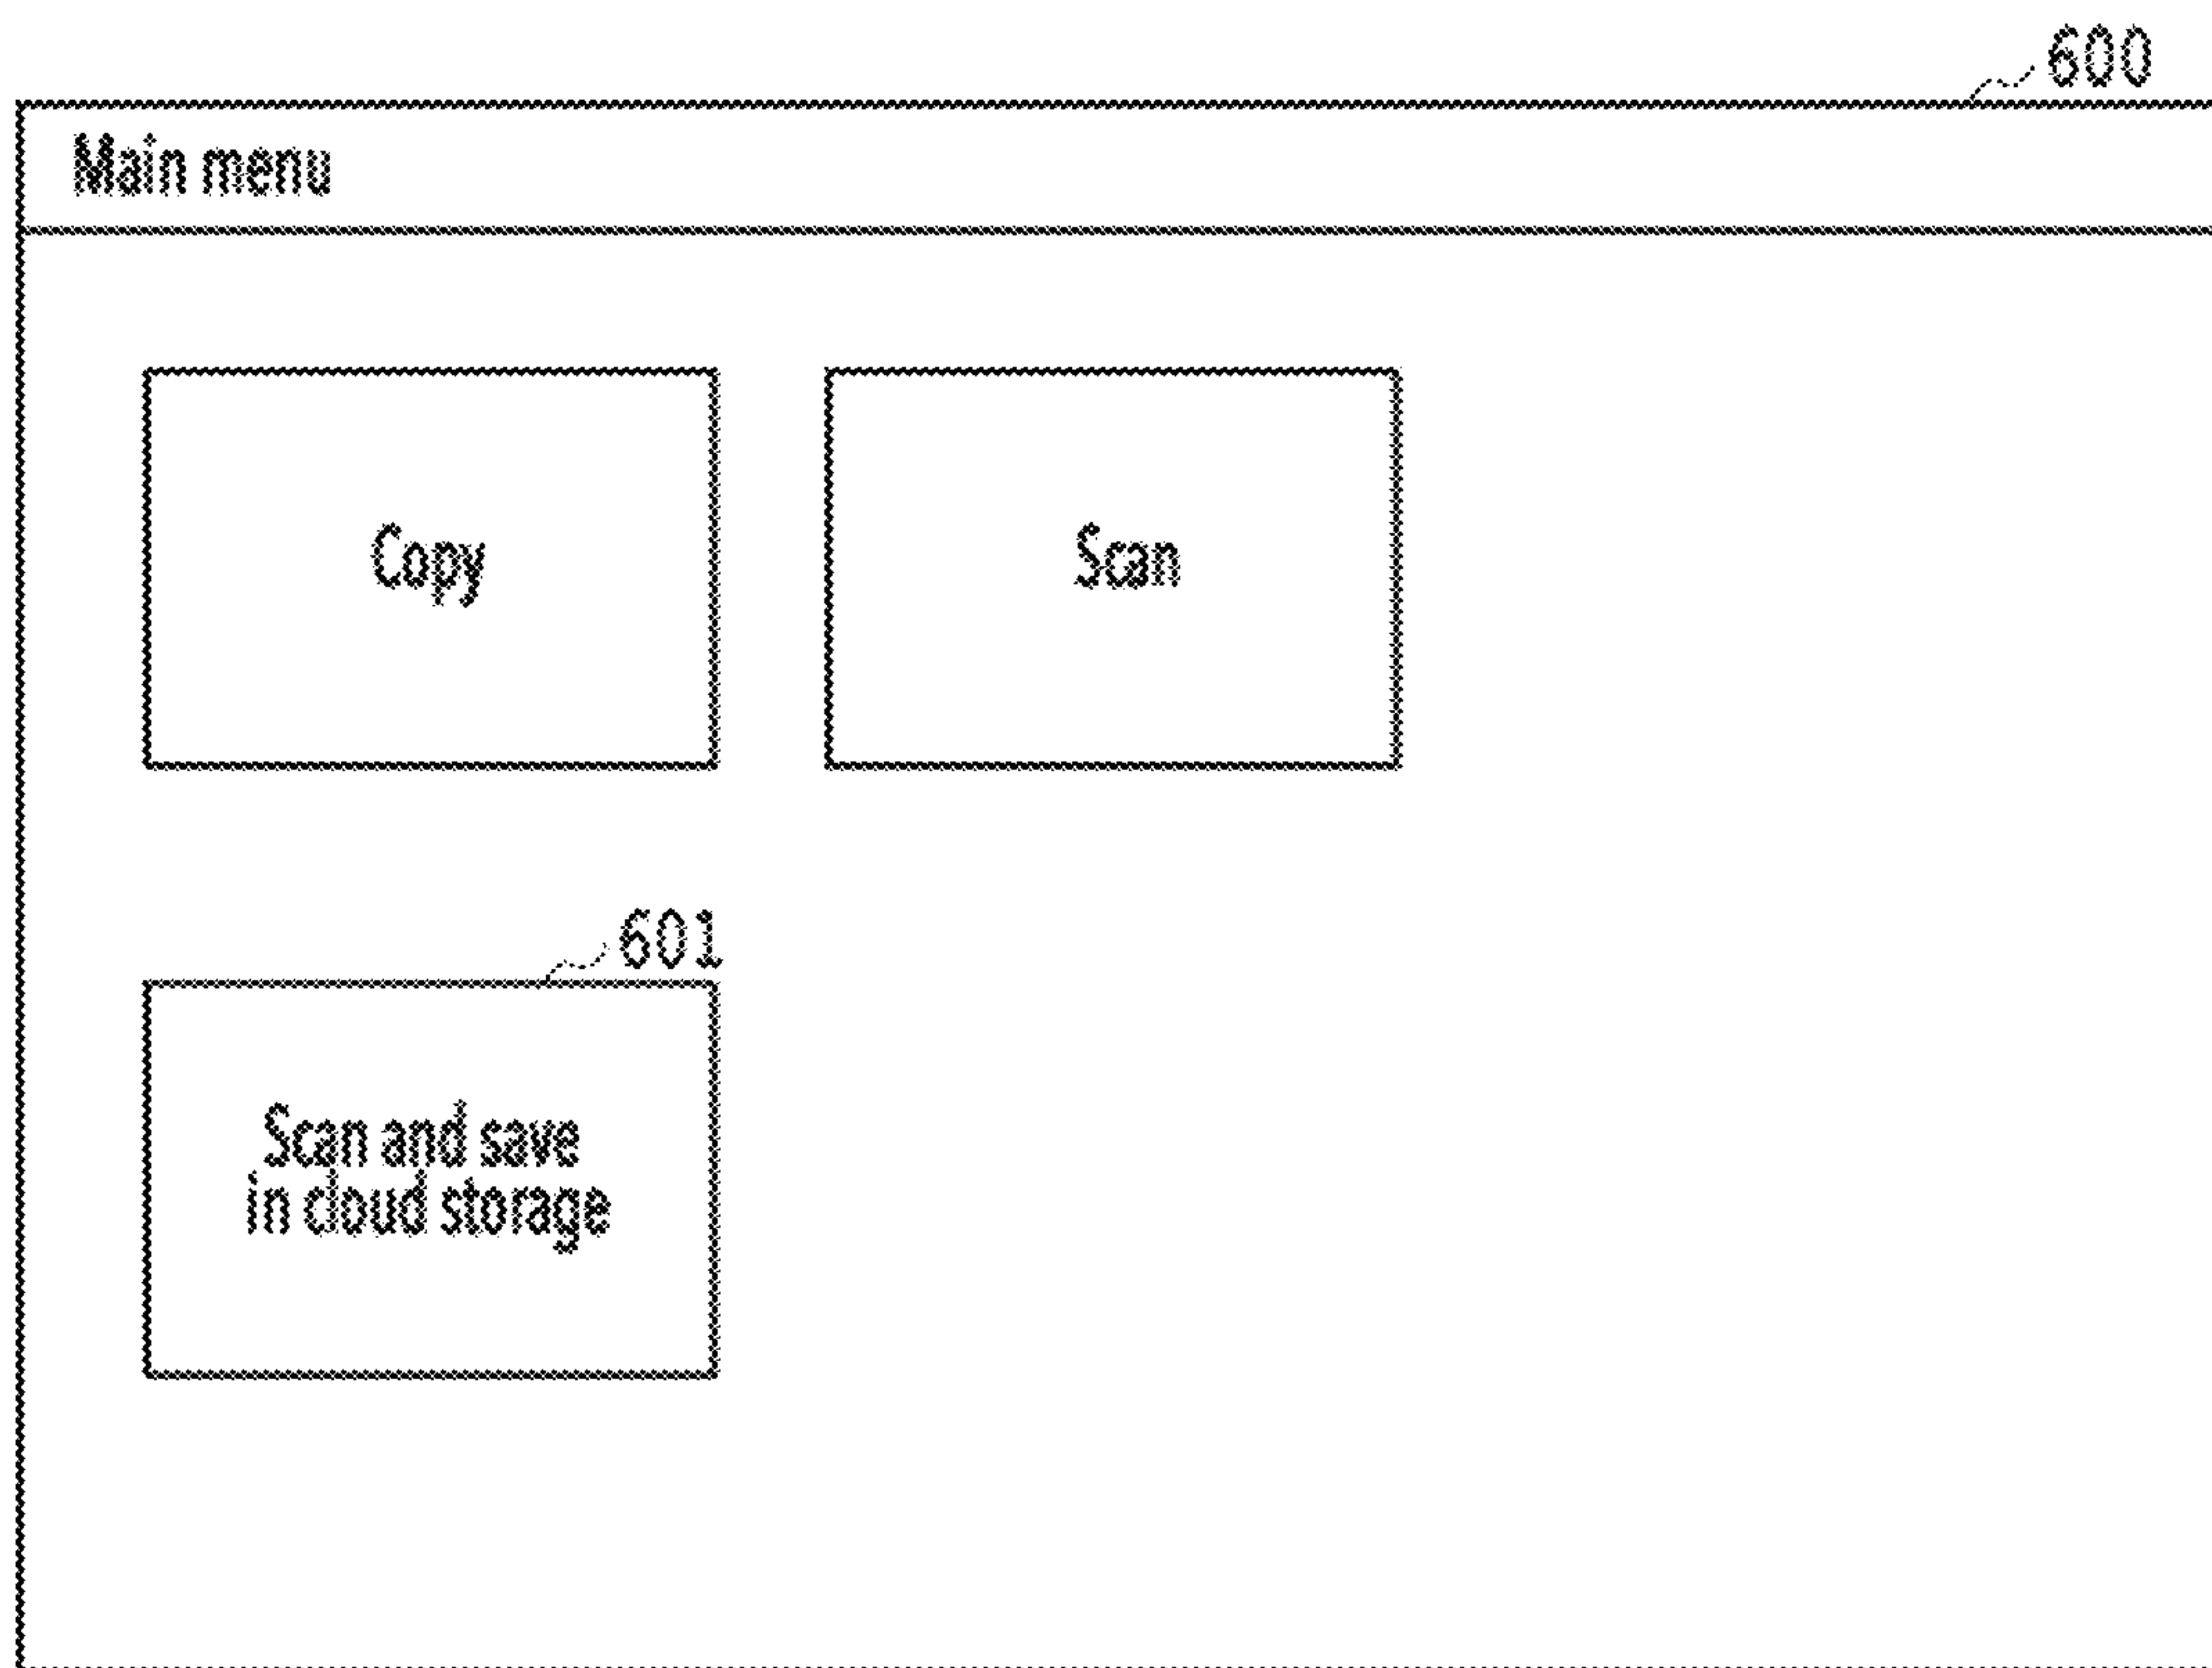 600
Main menu
Copy
Scan
601
Scan and save
in cloud storage